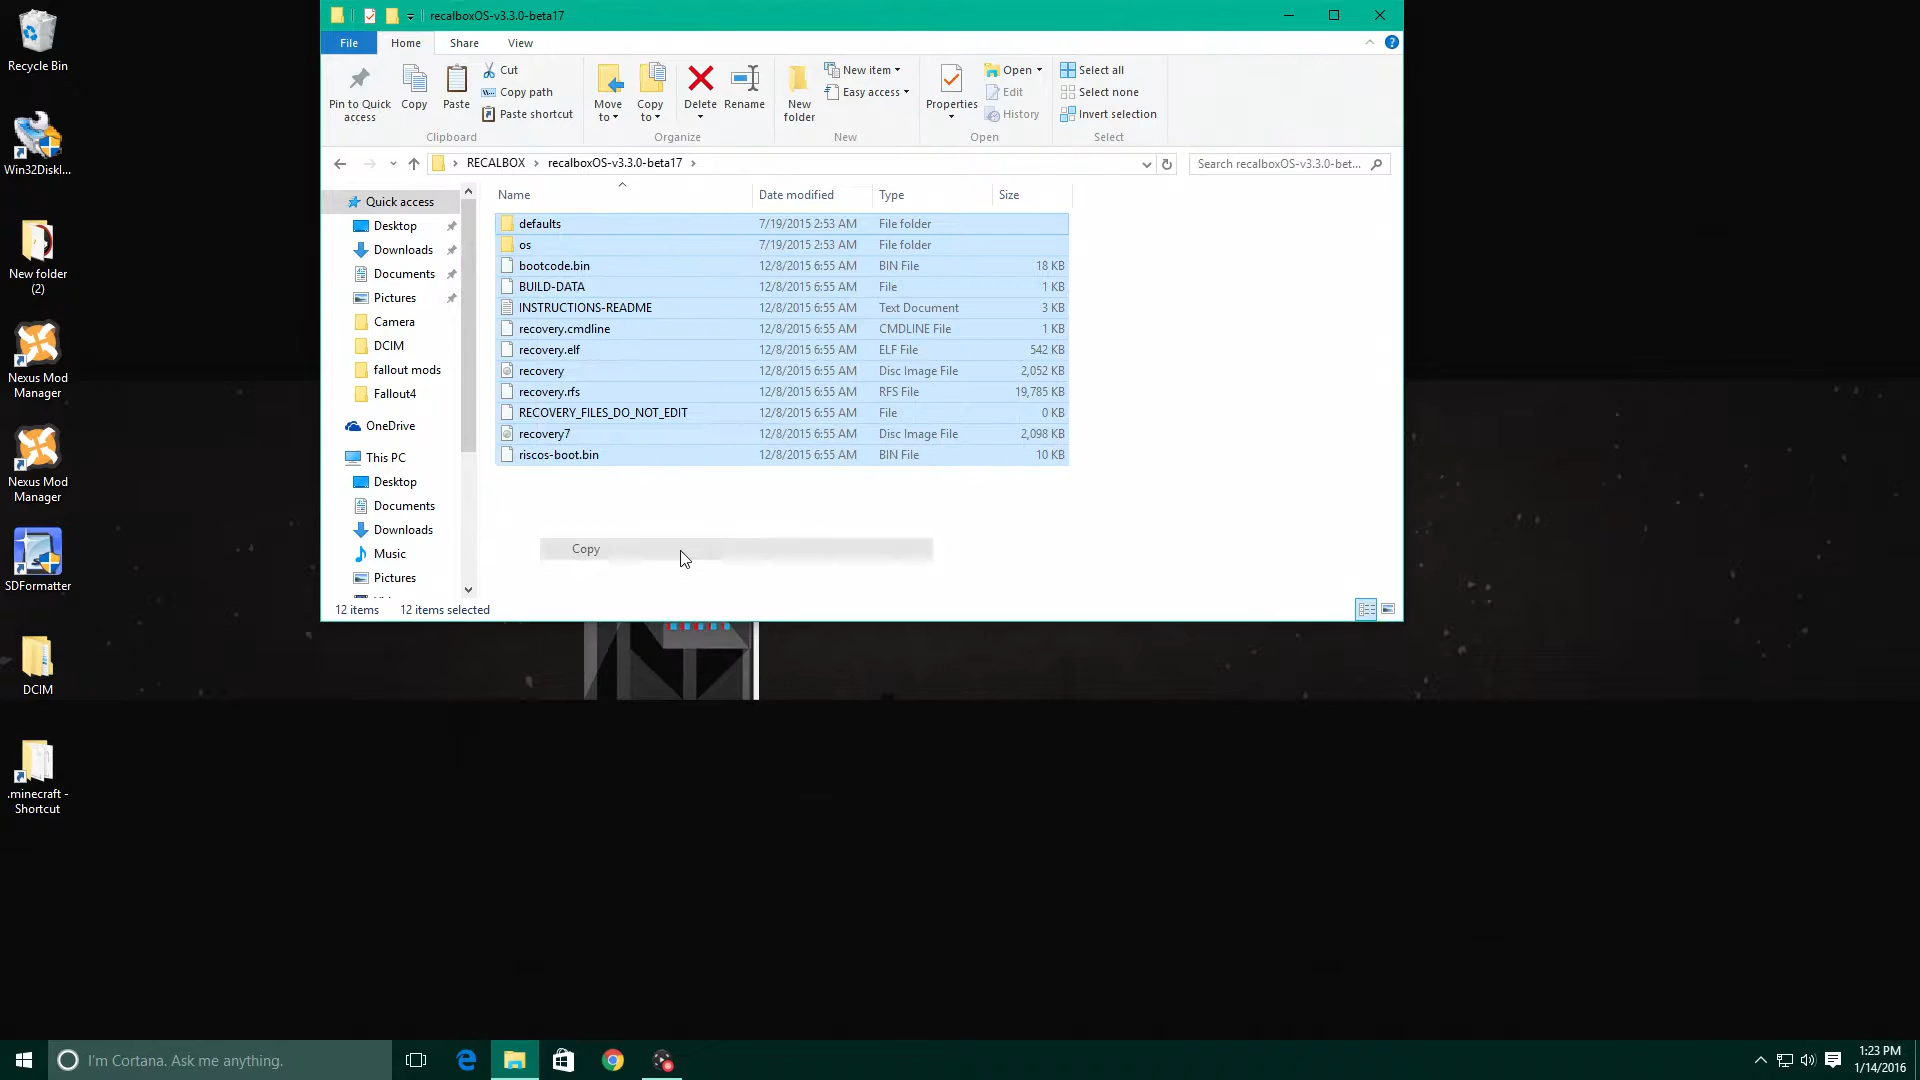 recalboxOS-v3.3.0-beta17
File Home Share View
Pin to Quick access
Copy
Paste
Cut
Copy path
Paste shortcut
Clipboard
Move to
Copy to
Delete
Rename
Organize
New folder
New item
Easy access
New
Properties
Open
Edit
History
Open
Select all
Select none
Invert selection
Select
RECALBOX recalboxOS-v3.3.0-beta17
Search recalboxOS-v3.3.0-bet...
Name Date modified Type Size
defaults 7/19/2015 2:53 AM File folder
os 7/19/2015 2:53 AM File folder
bootcode.bin 12/8/2015 6:55 AM BIN File 18 KB
BUILD-DATA 12/8/2015 6:55 AM File 1 KB
INSTRUCTIONS-README 12/8/2015 6:55 AM Text Document 3 KB
recovery.cmdline 12/8/2015 6:55 AM CMDLINE File 1 KB
recovery.elf 12/8/2015 6:55 AM ELF File 542 KB
recovery 12/8/2015 6:55 AM Disc Image File 2,052 KB
recovery.rfs 12/8/2015 6:55 AM RFS File 19,785 KB
RECOVERY_FILES_DO_NOT_EDIT 12/8/2015 6:55 AM File 0 KB
recovery7 12/8/2015 6:55 AM Disc Image File 2,098 KB
riscos-boot.bin 12/8/2015 6:55 AM BIN File 10 KB
Quick access
Desktop
Downloads
Documents
Pictures
Camera
DCIM
fallout mods
Fallout4
OneDrive
This PC
Desktop
Documents
Downloads
Music
Pictures
Copy
12 items 12 items selected
Recycle Bin
Win32Diskl...
New folder
(2)
Nexus Mod
Manager
Nexus Mod
Manager
SDFormatter
DCIM
.minecraft -
Shortcut
I'm Cortana. Ask me anything.
1:23 PM
1/14/2016